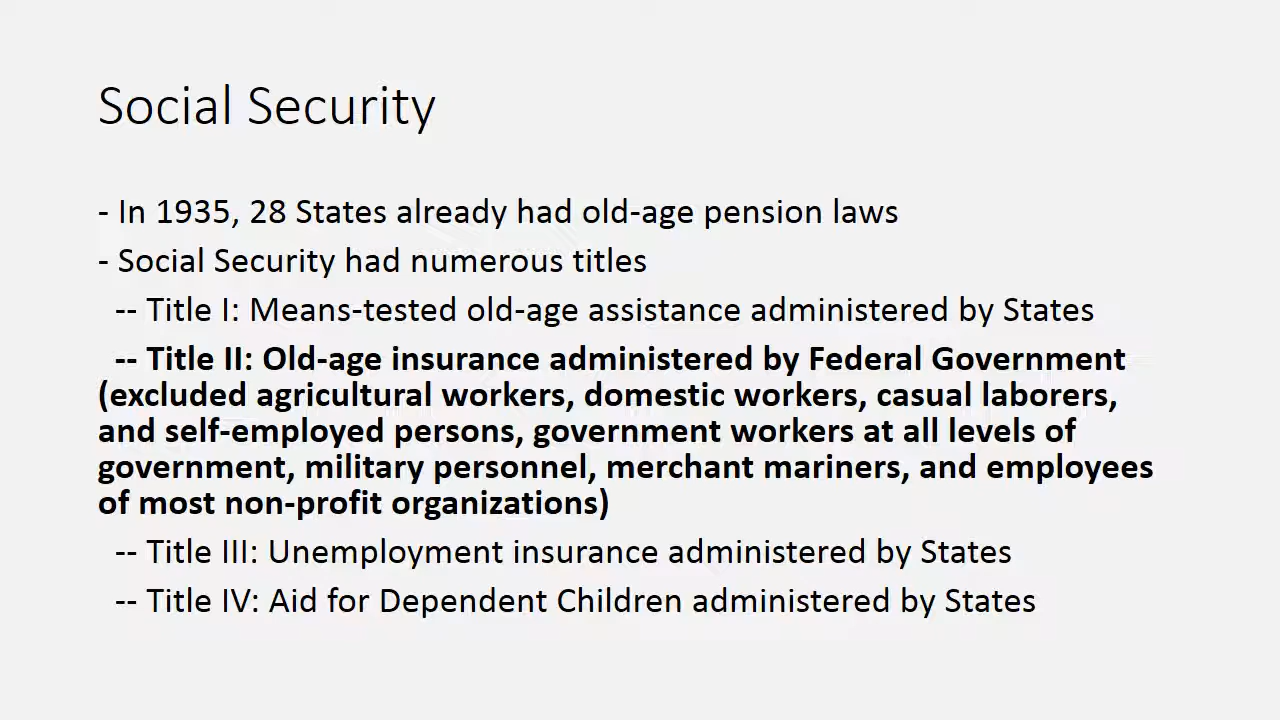 Social Security
- In 1935, 28 States already had old-age pension laws
- Social Security had numerous titles
-- Title I: Means-tested old-age assistance administered by States
-- Title II: Old-age insurance administered by Federal Government
(excluded agricultural workers, domestic workers, casual laborers,
and self-employed persons, government workers at all levels of
government, military personnel, merchant mariners, and employees
of most non-profit organizations)
-- Title III: Unemployment insurance administered by States
-- Title IV: Aid for Dependent Children administered by States